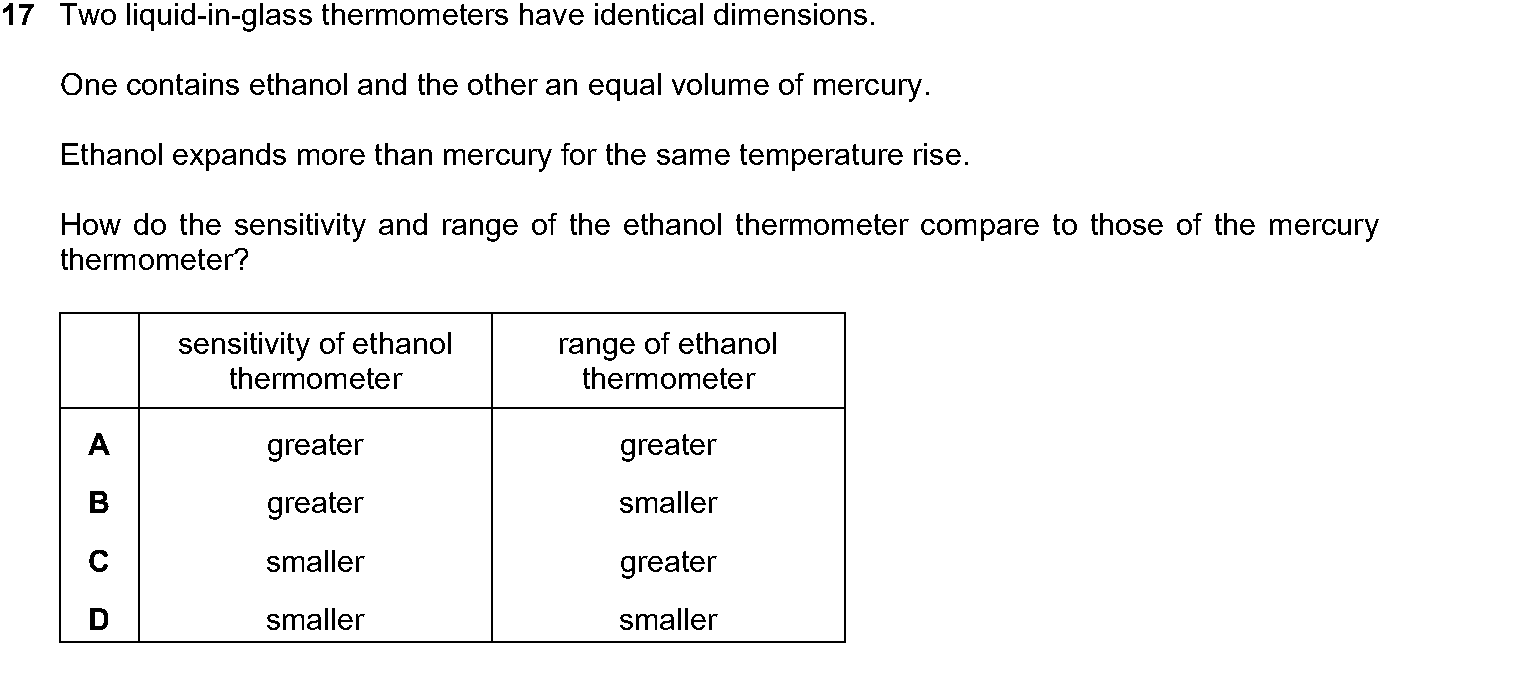 17 Two liquid-in-glass thermometers have identical dimensions.
One contains ethanol and the other an equal volume of mercury.
Ethanol expands more than mercury for the same temperature rise.
How do the sensitivity and range of the ethanol thermometer compare to those of the mercury
thermometer?
sensitivity of ethanol range of ethanol
thermometer thermometer
A greater greater
B greater smaller
C smaller greater
D smaller smaller